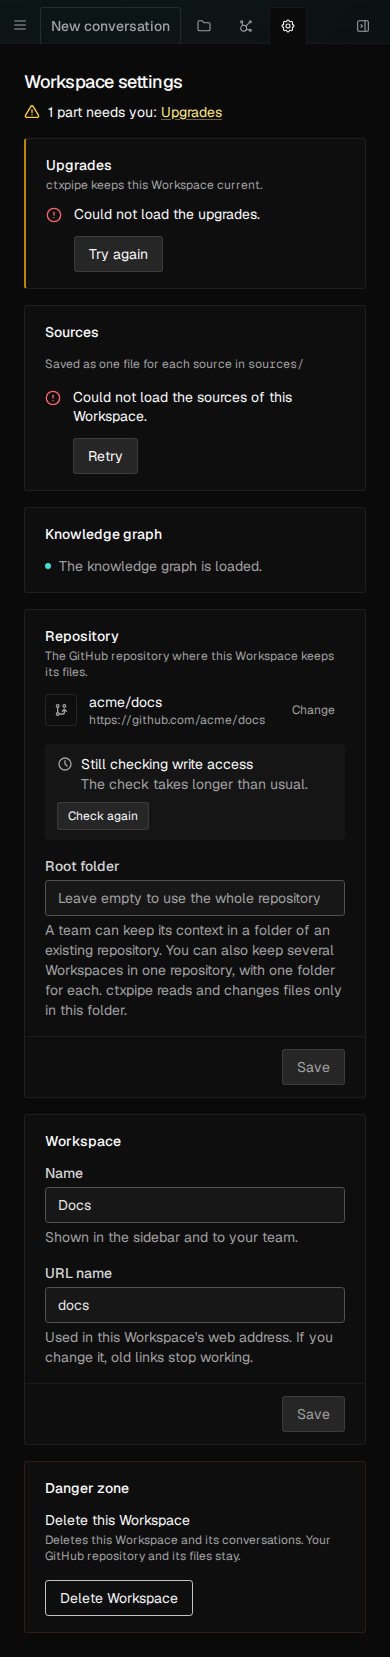 New conversation
Workspace settings
1 part needs you: Upgrades
Upgrades
ctxpipe keeps this Workspace current.
Could not load the upgrades.
Try again
Sources
Saved as one file for each source in sources/
Could not load the sources of this
Workspace.
Retry
Knowledge graph
The knowledge graph is loaded.
Repository
The GitHub repository where this Workspace keeps
its files.
acme/docs
https://github.com/acme/docs
Change
Still checking write access
The check takes longer than usual.
Check again
Root folder
Leave empty to use the whole repository
A team can keep its context in a folder of an
existing repository. You can also keep several
Workspaces in one repository, with one folder
for each. ctxpipe reads and changes files only
in this folder.
Save
Workspace
Name
Docs
Shown in the sidebar and to your team.
URL name
docs
Used in this Workspace's web address. If you
change it, old links stop working.
Save
Danger zone
Delete this Workspace
Deletes this Workspace and its conversations. Your
GitHub repository and its files stay.
Delete Workspace